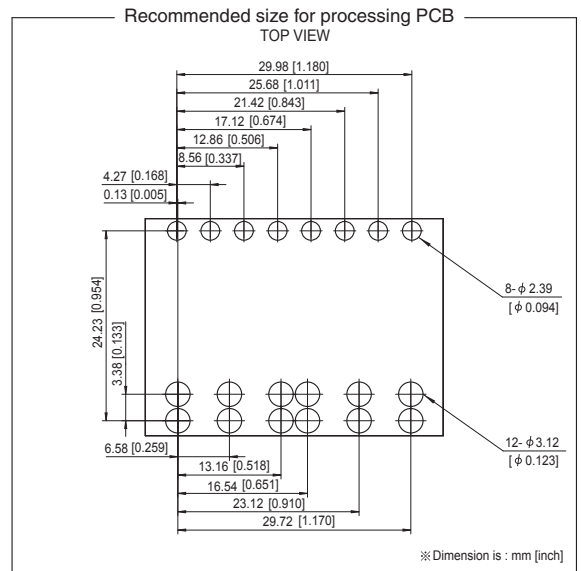 Recommended size for processing PCB
TOP VIEW
29.98 [1.180]
25.68 [1.011]
21.42 [0.843]
17.12 [0.674]
12.86 [0.506]
8.56 [0.337]
4.27 [0.168]
0.13 [0.005]
24.23 [0.954]
3.38 [0.133]
8-ϕ2.39
[ϕ0.094]
12-ϕ3.12
[ϕ0.123]
6.58 [0.259]
13.16 [0.518]
16.54 [0.651]
23.12 [0.910]
29.72 [1.170]
※Dimension is : mm [inch]